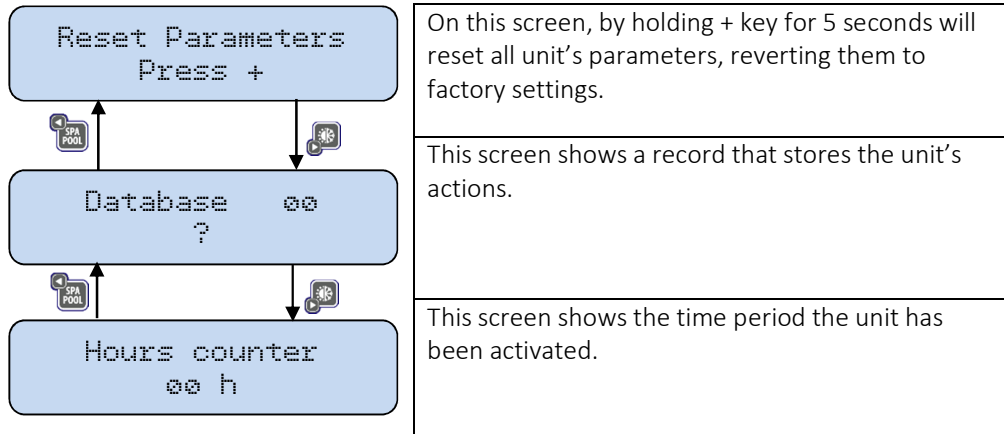 Reset Parameters
Press +
On this screen, by holding + key for 5 seconds will
reset all unit’s parameters, reverting them to
factory settings.
SPA
POOL
Database 00
?
This screen shows a record that stores the unit’s
actions.
SPA
POOL
Hours counter
00 h
This screen shows the time period the unit has
been activated.